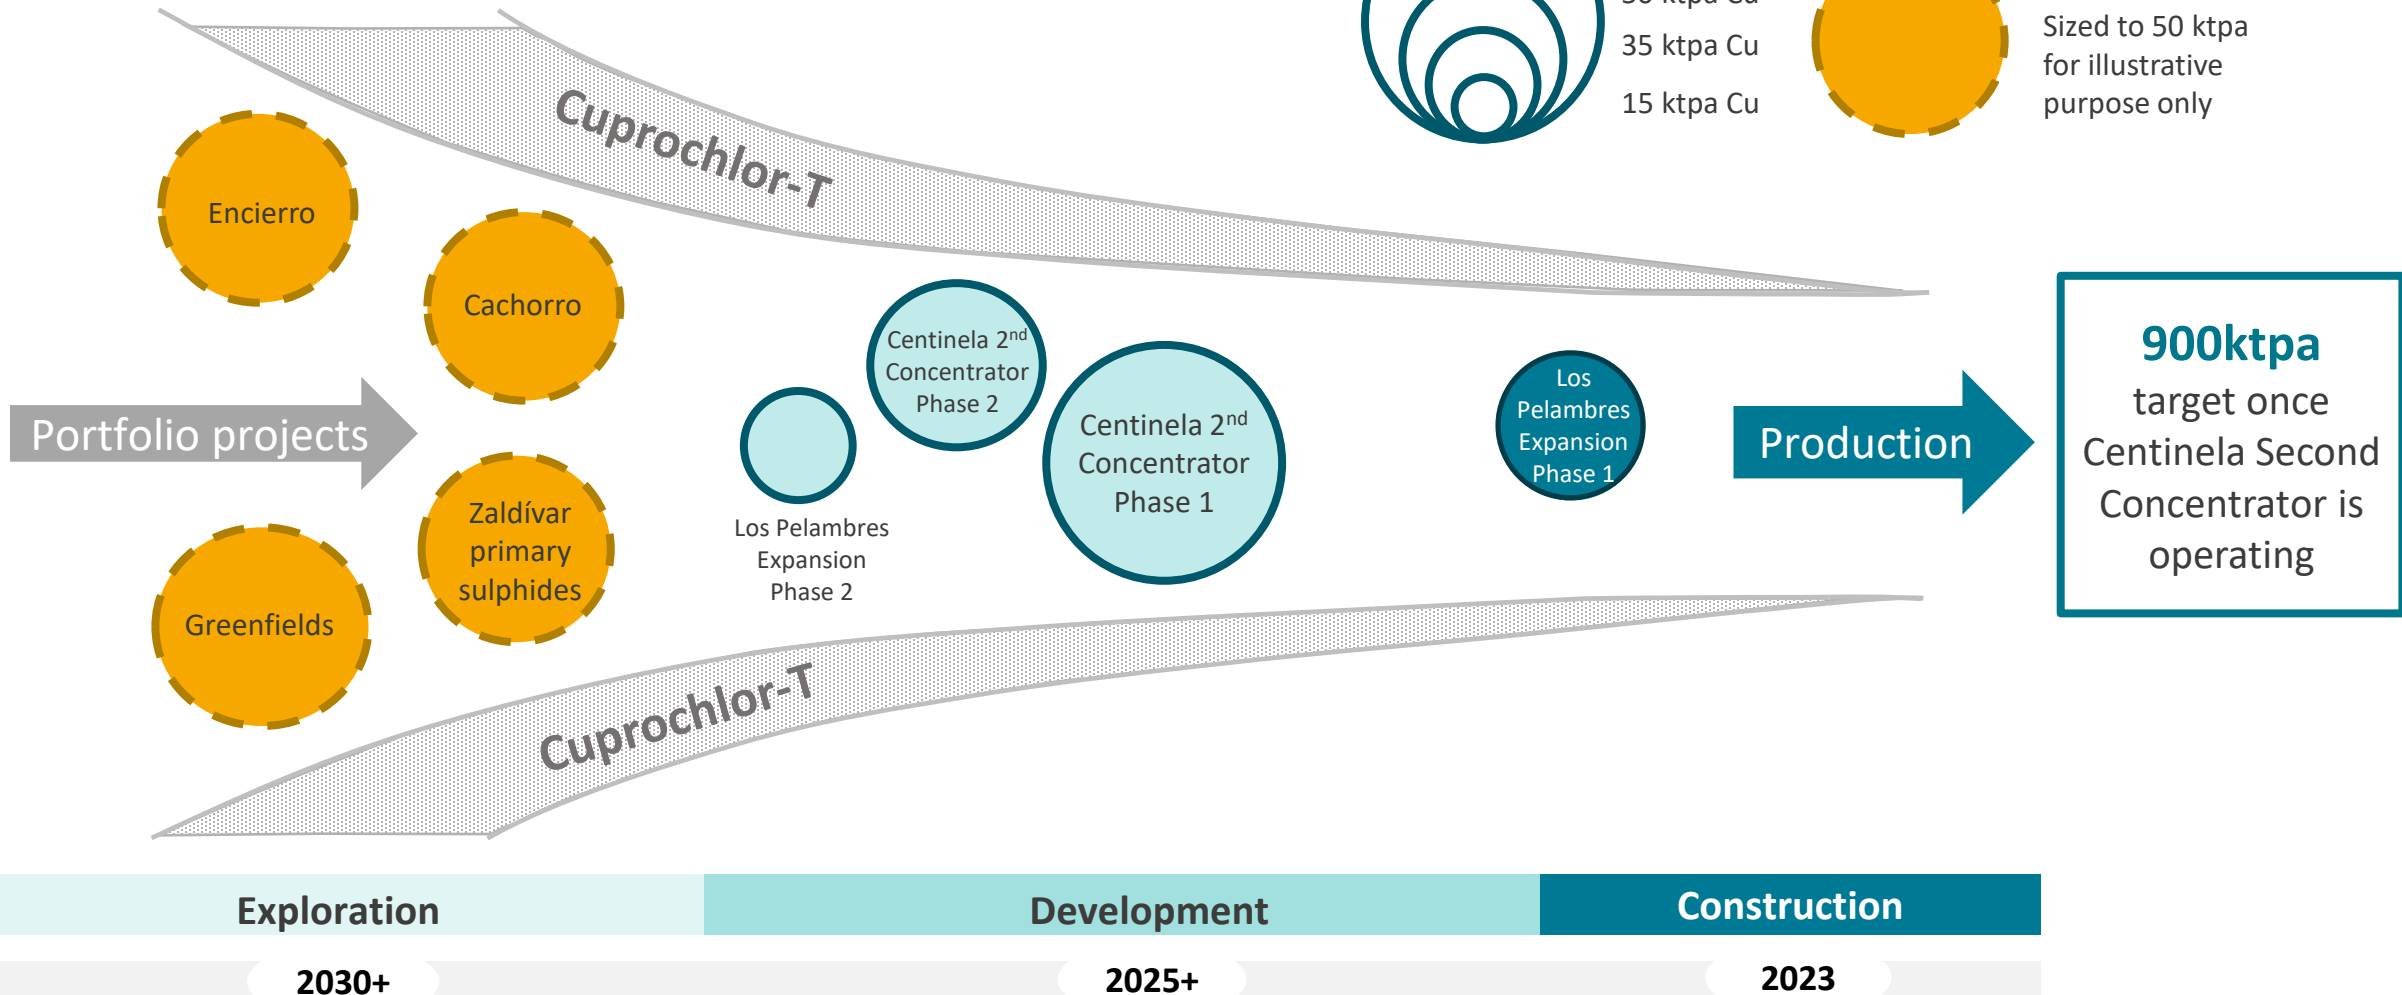 35 ktpa Cu
15 ktpa Cu
Sized to 50 ktpa
for illustrative
purpose only
Cuprochlor-T
Encierro
Cachorro
Centinela 2nd
Concentrator
Phase 2
Centinela 2nd
Concentrator
Phase 1
Los
Pelambres
Expansion
Phase 1
Portfolio projects
Production
900ktpa
target once
Centinela Second
Concentrator is
operating
Zaldívar
primary
sulphides
Los Pelambres
Expansion
Phase 2
Greenfields
Cuprochlor-T
Exploration
Development
Construction
2030+
2025+
2023